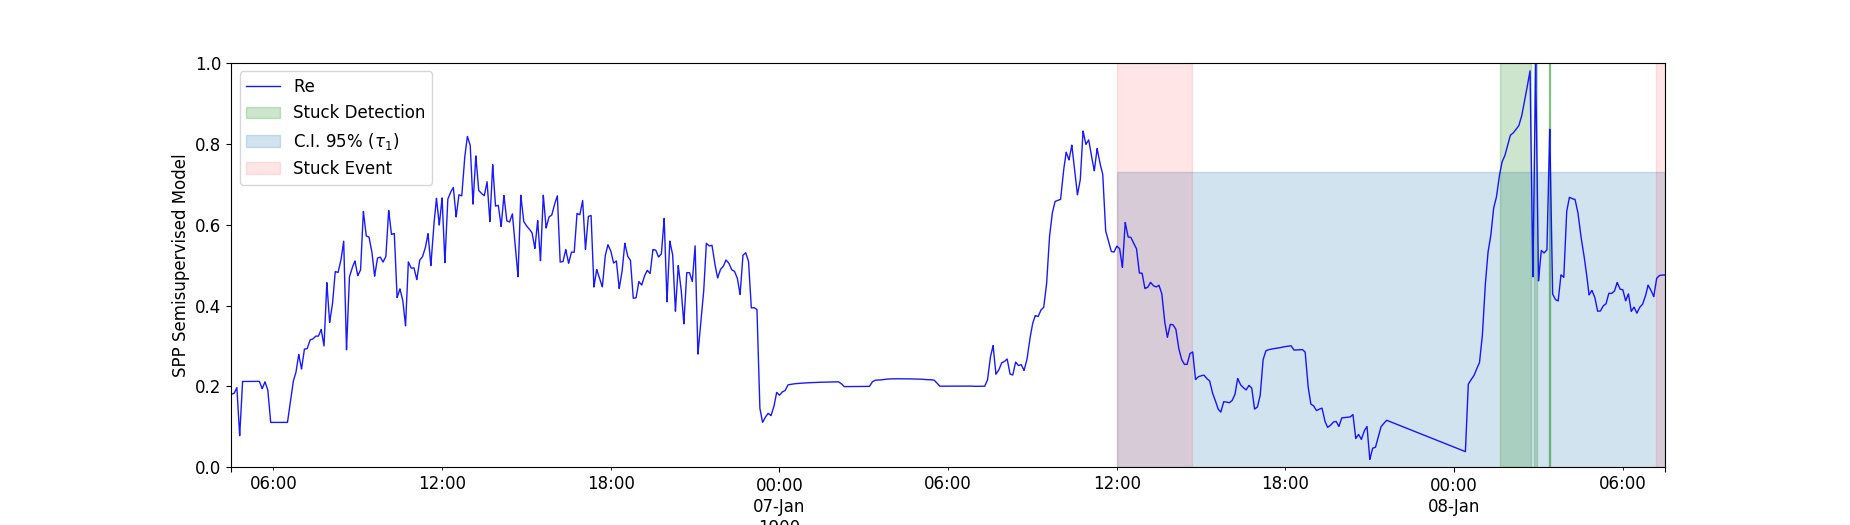 SPP Semisupervised Model
1.0
0.8
0.6
0.4
0.2
0.0
Re
Stuck Detection
C.I. 95% (τ₁)
Stuck Event
06:00 12:00 18:00 00:00 06:00 12:00 18:00 00:00 06:00
07-Jan 08-Jan
1900